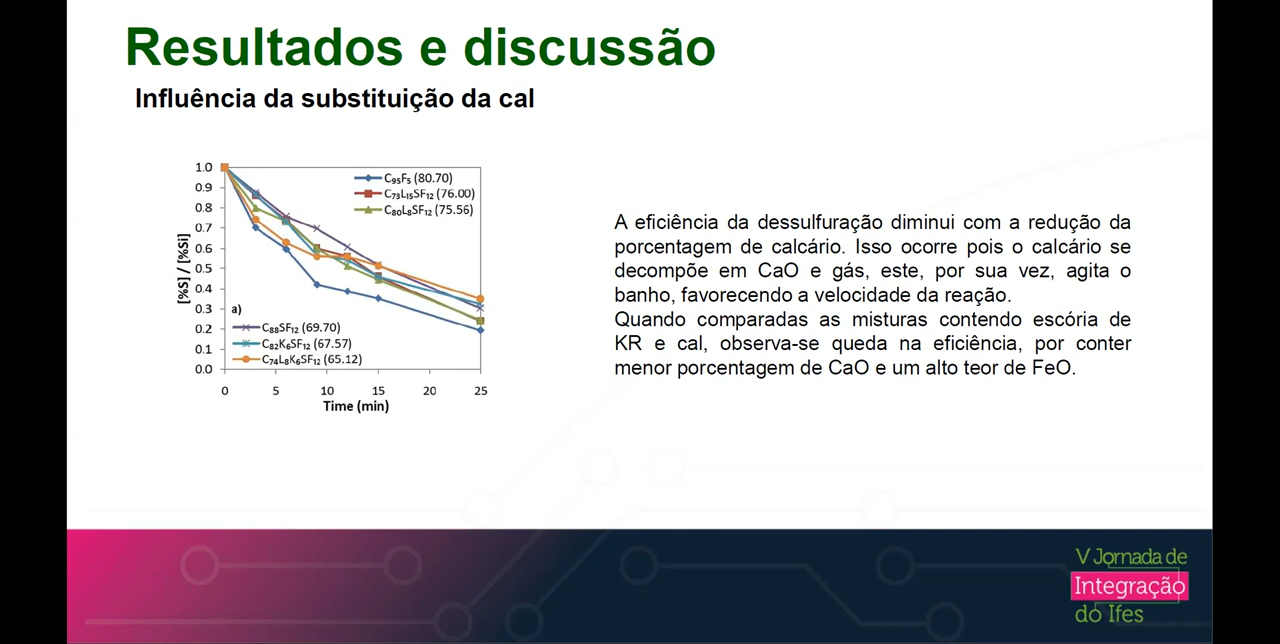 Resultados e discussão
Influência da substituição da cal
1.0
0.9
0.8
0.7
0.6
0.5
0.4
0.3
0.2
0.1
0.0
[%S] / [%Si]
C₉₅F₅ (80.70)
C₇₃L₁₅SF₁₂ (76.00)
C₈₀L₈SF₁₂ (75.56)
a)
C₈₈SF₁₂ (69.70)
C₈₂K₆SF₁₂ (67.57)
C₇₄L₈K₆SF₁₂ (65.12)
0 5 10 15 20 25
Time (min)
A eficiência da dessulfuração diminui com a redução da
porcentagem de calcário. Isso ocorre pois o calcário se
decompõe em CaO e gás, este, por sua vez, agita o
banho, favorecendo a velocidade da reação.
Quando comparadas as misturas contendo escória de
KR e cal, observa-se queda na eficiência, por conter
menor porcentagem de CaO e um alto teor de FeO.
V Jornada de
Integração
do Ifes